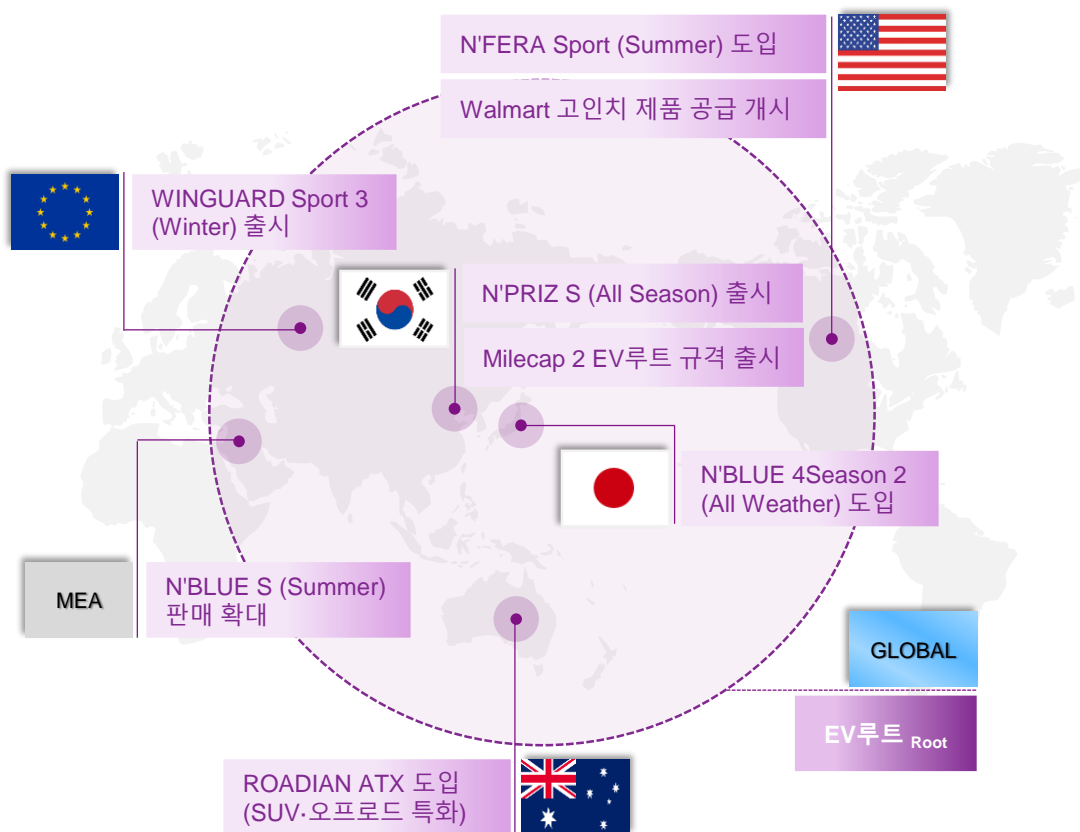 N'FERA Sport (Summer) 도입
Walmart 고인치 제품 공급 개시
WINGUARD Sport 3
(Winter) 출시
N'PRIZ S (All Season) 출시
Milecap 2 EV루트 규격 출시
N'BLUE 4Season 2
(All Weather) 도입
MEA
N'BLUE S (Summer)
판매 확대
GLOBAL
EV루트 Root
ROADIAN ATX 도입
(SUV·오프로드 특화)